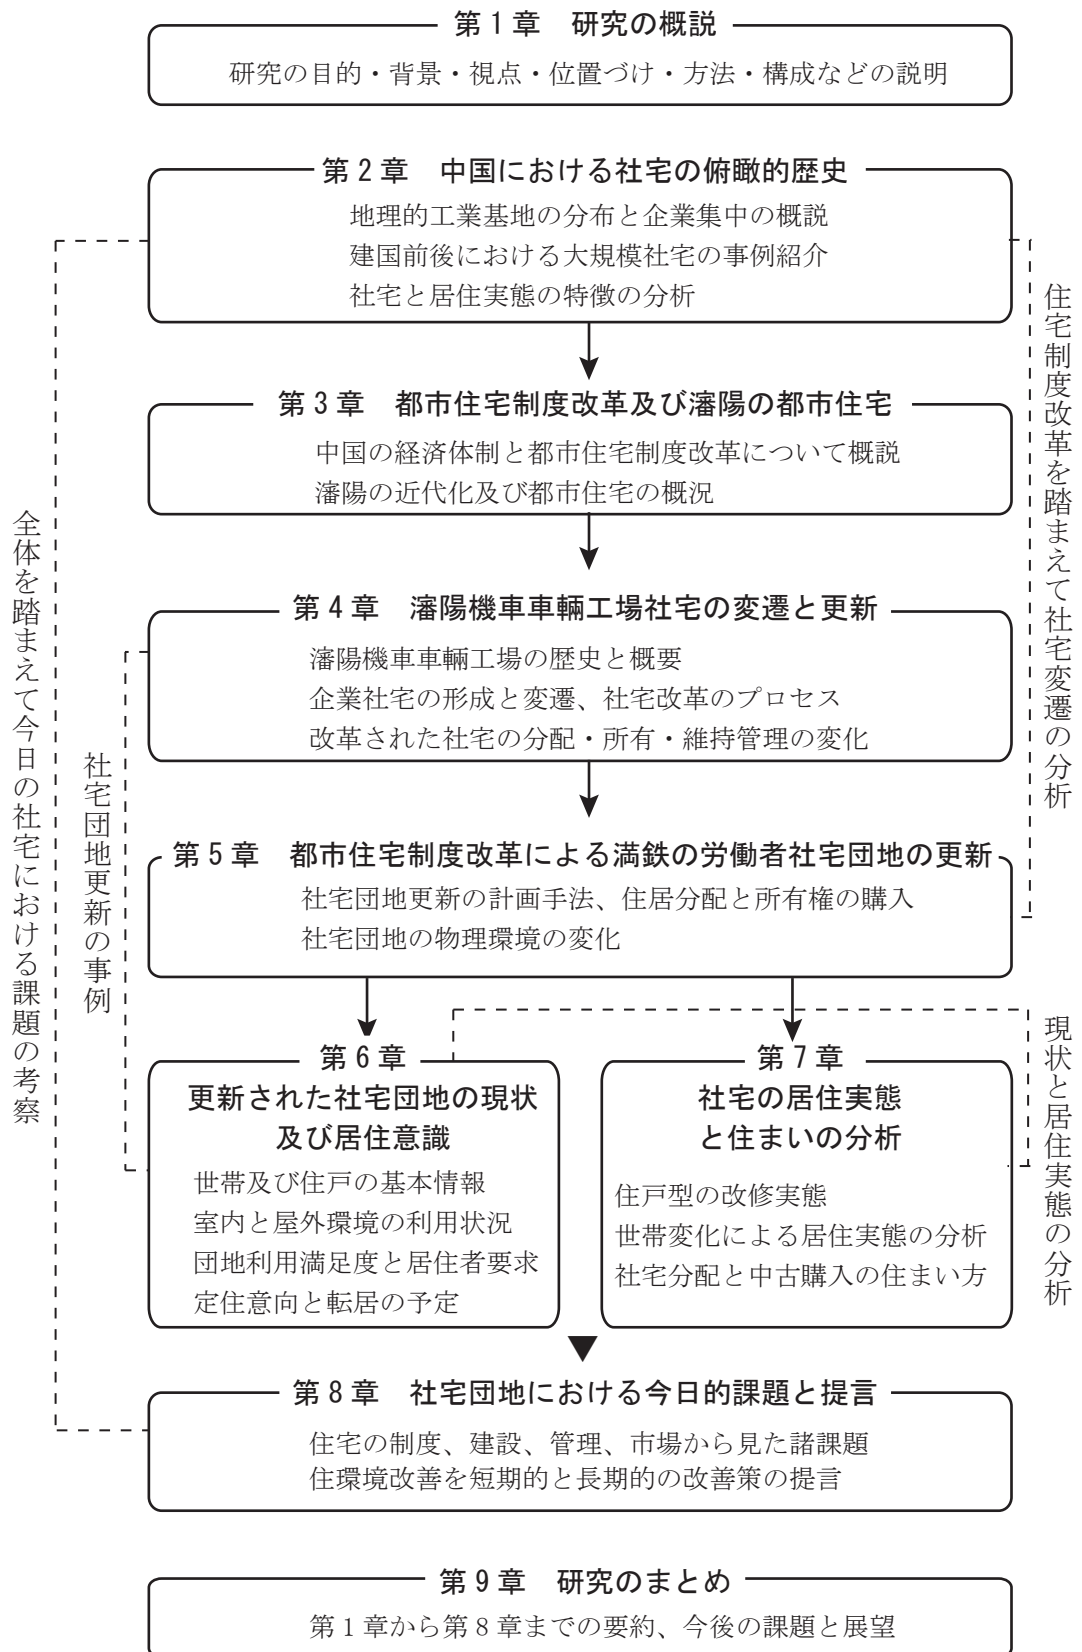 第1章　研究の概説
研究の目的・背景・視点・位置づけ・方法・構成などの説明
第2章　中国における社宅の俯瞰的歴史
地理的工業基地の分布と企業集中の概説
建国前後における大規模社宅の事例紹介
社宅と居住実態の特徴の分析
第3章　都市住宅制度改革及び瀋陽の都市住宅
中国の経済体制と都市住宅制度改革について概説
瀋陽の近代化及び都市住宅の概況
第4章　瀋陽機車車輛工場社宅の変遷と更新
瀋陽機車車輛工場の歴史と概要
企業社宅の形成と変遷、社宅改革のプロセス
改革された社宅の分配・所有・維持管理の変化
第5章　都市住宅制度改革による満鉄の労働者社宅団地の更新
社宅団地更新の計画手法、住居分配と所有権の購入
社宅団地の物理環境の変化
第6章
更新された社宅団地の現状
及び居住意識
世帯及び住戸の基本情報
室内と屋外環境の利用状況
団地利用満足度と居住者要求
定住意向と転居の予定
第7章
社宅の居住実態
と住まいの分析
住戸型の改修実態
世帯変化による居住実態の分析
社宅分配と中古購入の住まい方
第8章　社宅団地における今日的課題と提言
住宅の制度、建設、管理、市場から見た諸課題
住環境改善を短期的と長期的の改善策の提言
第9章　研究のまとめ
第1章から第8章までの要約、今後の課題と展望
全体を踏まえて今日の社宅における課題の考察
社宅団地更新の事例
住宅制度改革を踏まえて社宅変遷の分析
現状と居住実態の分析